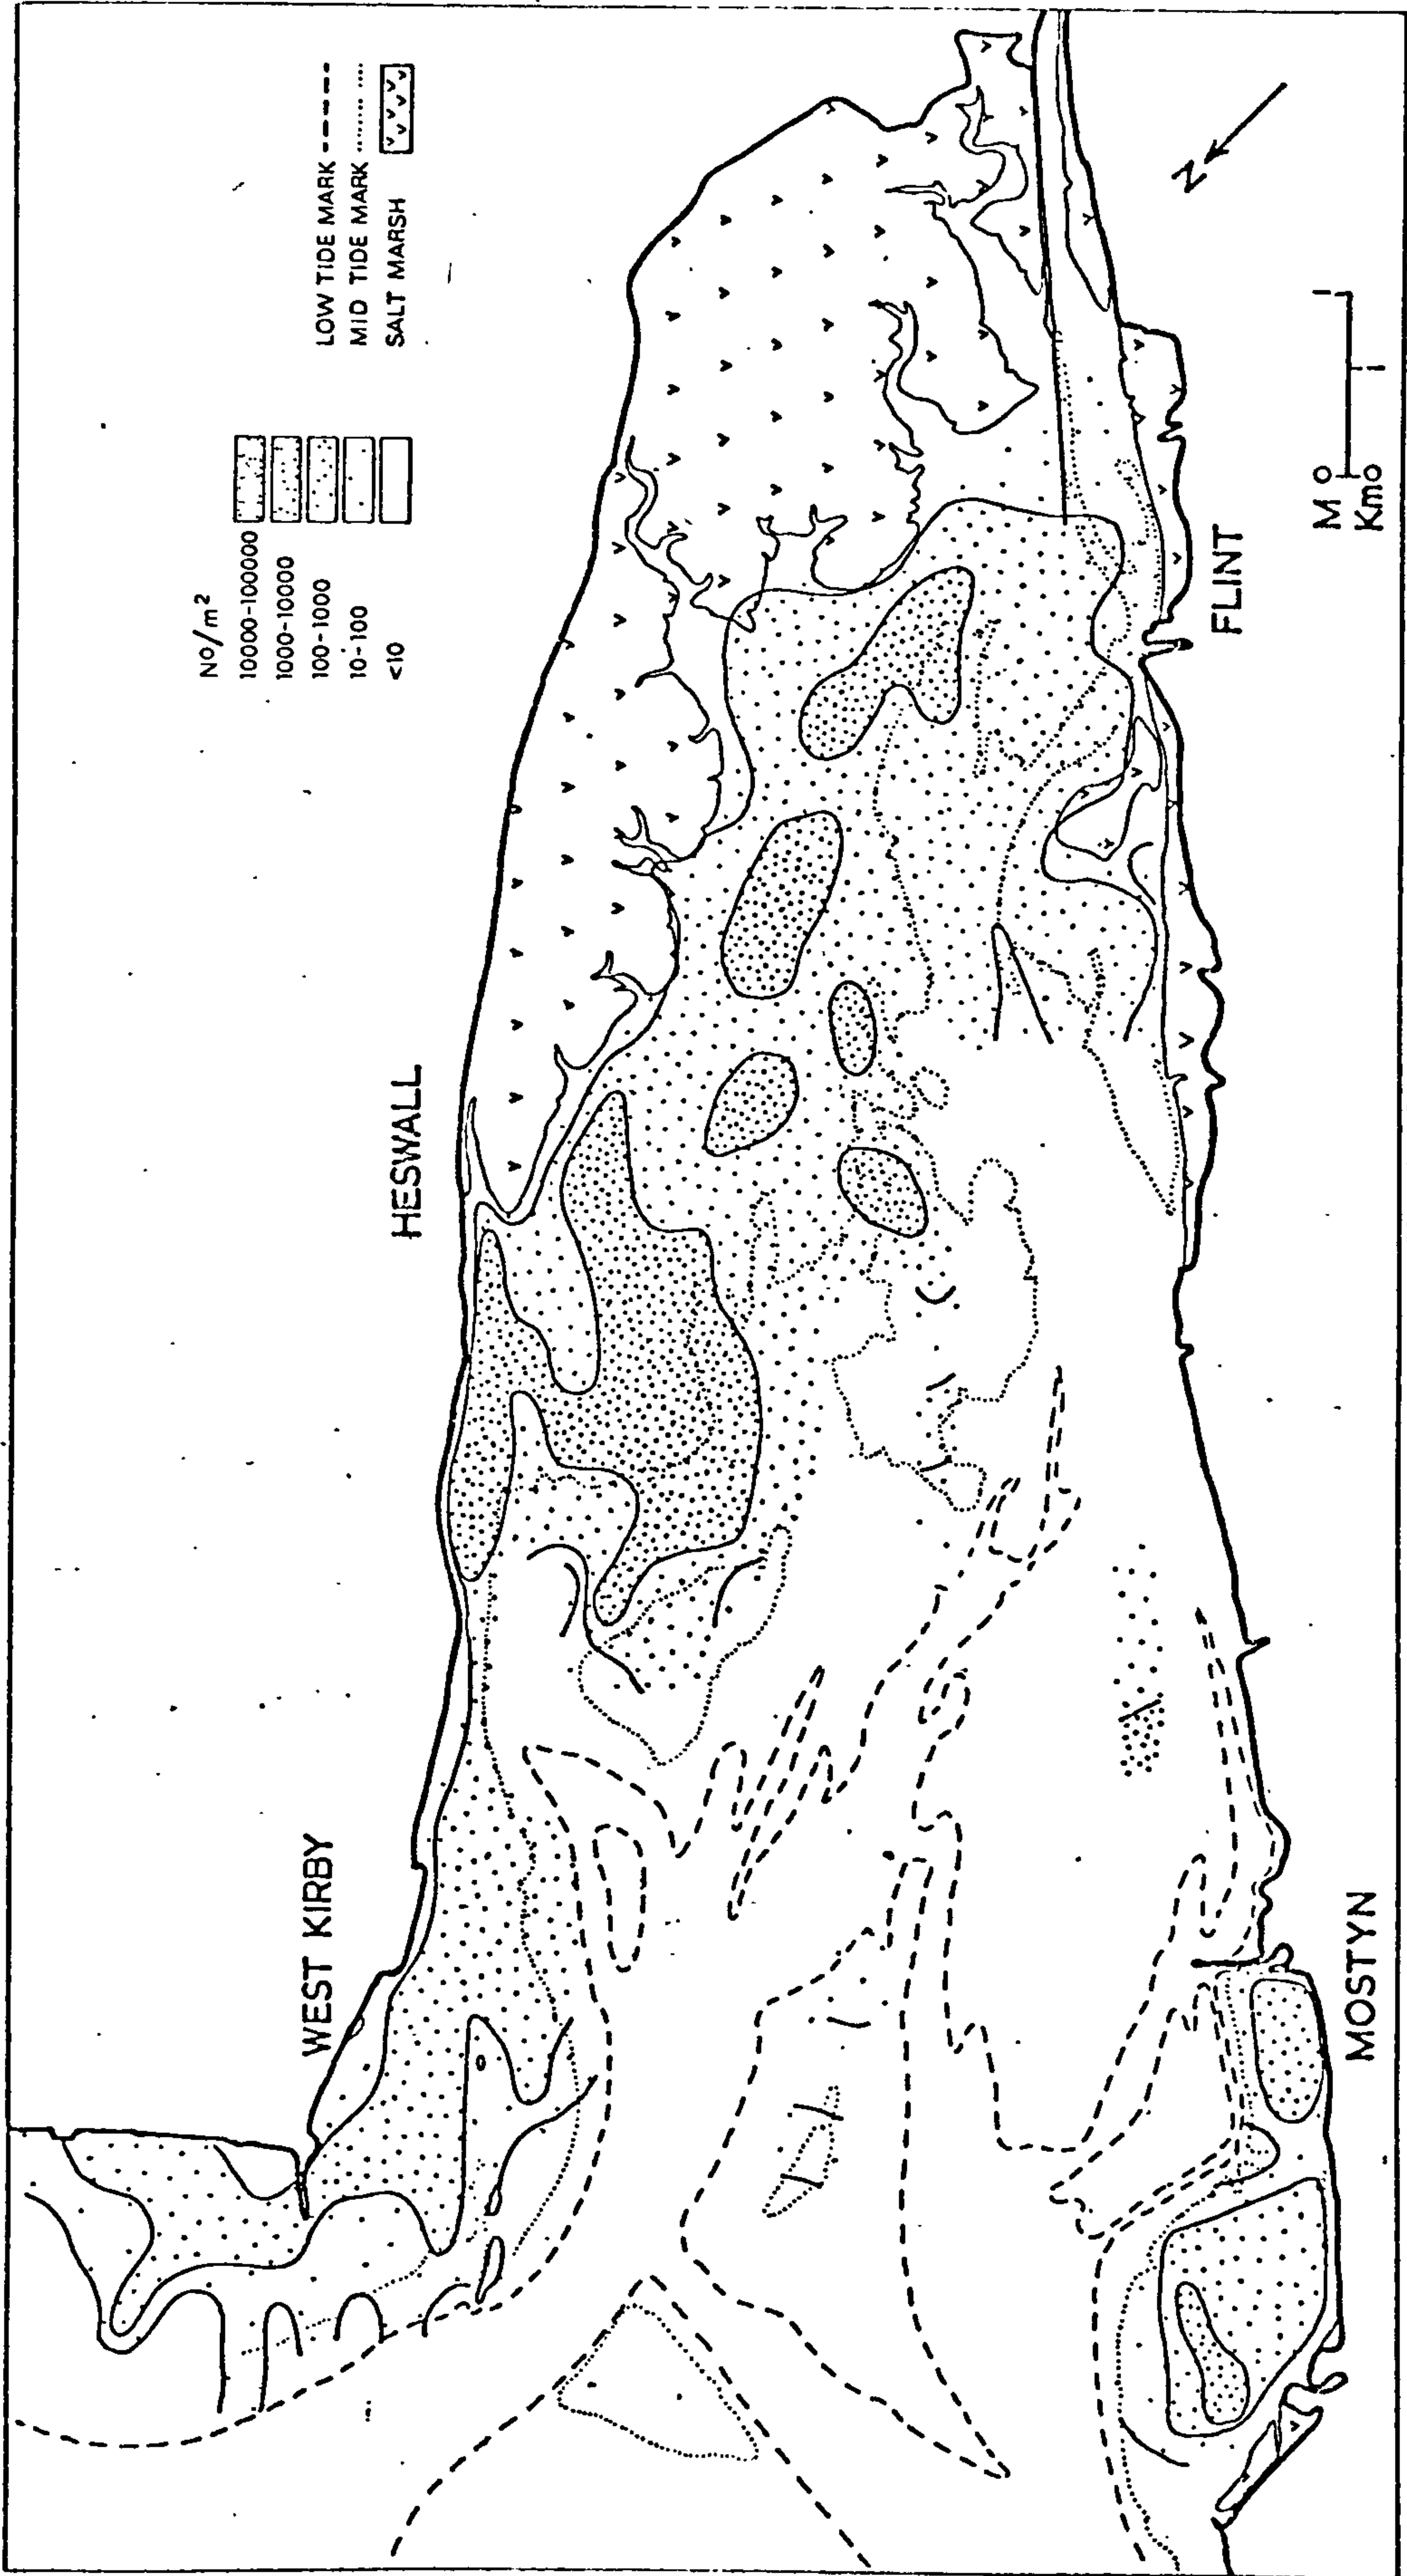 No/m²
10000-100000
1000-10000
100-1000
10-100
<10
LOW TIDE MARK
MID TIDE MARK
SALT MARSH
HESWALL
WEST KIRBY
FLINT
MOSTYN
N
M 0 1
Km 0 1